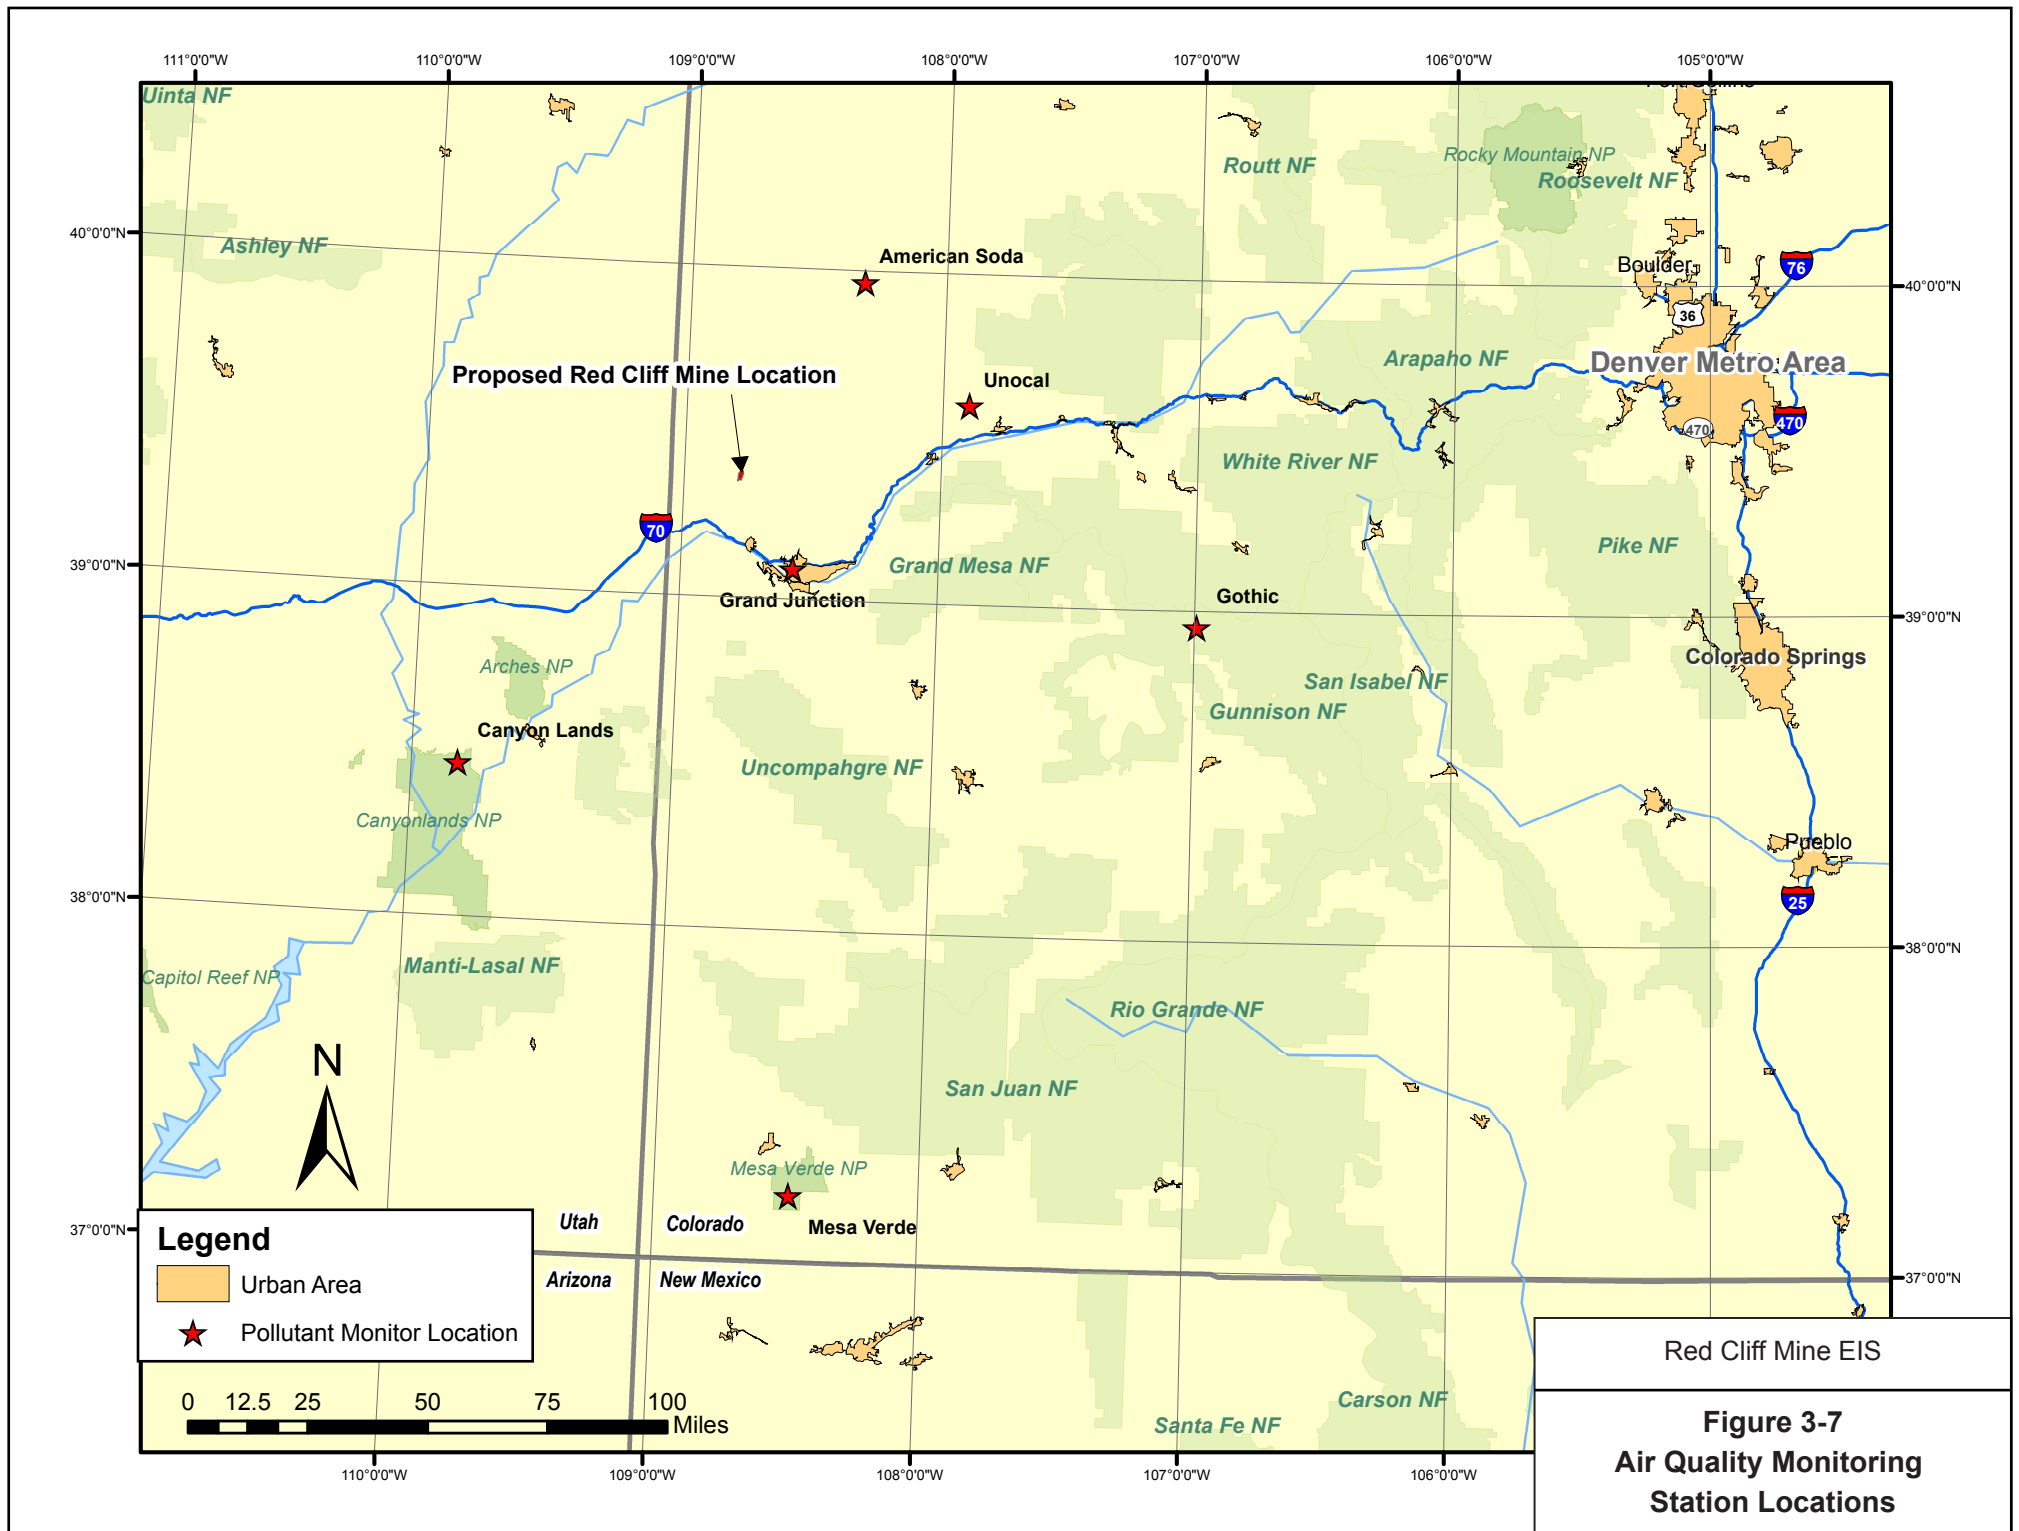 111°0'0"W
110°0'0"W
109°0'0"W
108°0'0"W
107°0'0"W
106°0'0"W
105°0'0"W
Uinta NF
Rocky Mountain NP
Routt NF
Roosevelt NF
40°0'0"N
Ashley NF
American Soda
Boulder
76
40°0'0"N
36
Arapaho NF
Denver Metro Area
Proposed Red Cliff Mine Location
Unocal
470
470
White River NF
70
Pike NF
39°0'0"N
Grand Mesa NF
Grand Junction
Gothic
39°0'0"N
Arches NP
Colorado Springs
San Isabel NF
Gunnison NF
Canyon Lands
Uncompahgre NF
Canyonlands NP
Pueblo
38°0'0"N
25
38°0'0"N
Manti-Lasal NF
Capitol Reef NP
Rio Grande NF
N
San Juan NF
Mesa Verde NP
37°0'0"N
Utah
Colorado
Mesa Verde
Legend
Urban Area
Pollutant Monitor Location
Arizona
New Mexico
37°0'0"N
0 12.5 25 50 75 100
Miles
Carson NF
Santa Fe NF
Red Cliff Mine EIS
Figure 3-7
Air Quality Monitoring
Station Locations
110°0'0"W
109°0'0"W
108°0'0"W
107°0'0"W
106°0'0"W